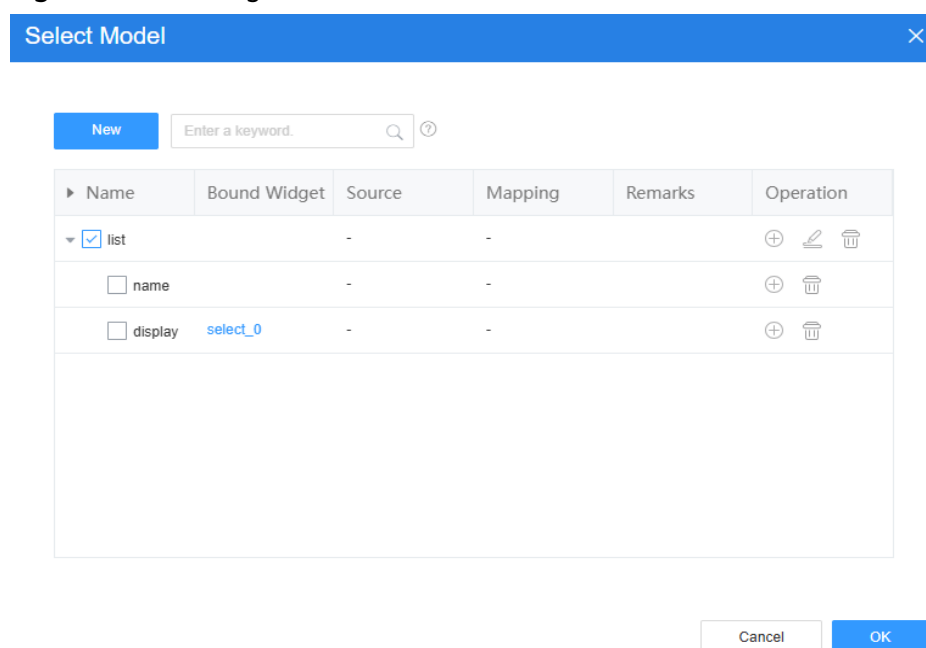 Select Model
New
Enter a keyword.
Name Bound Widget Source Mapping Remarks Operation
list - -
name - -
display select_0 - -
Cancel OK